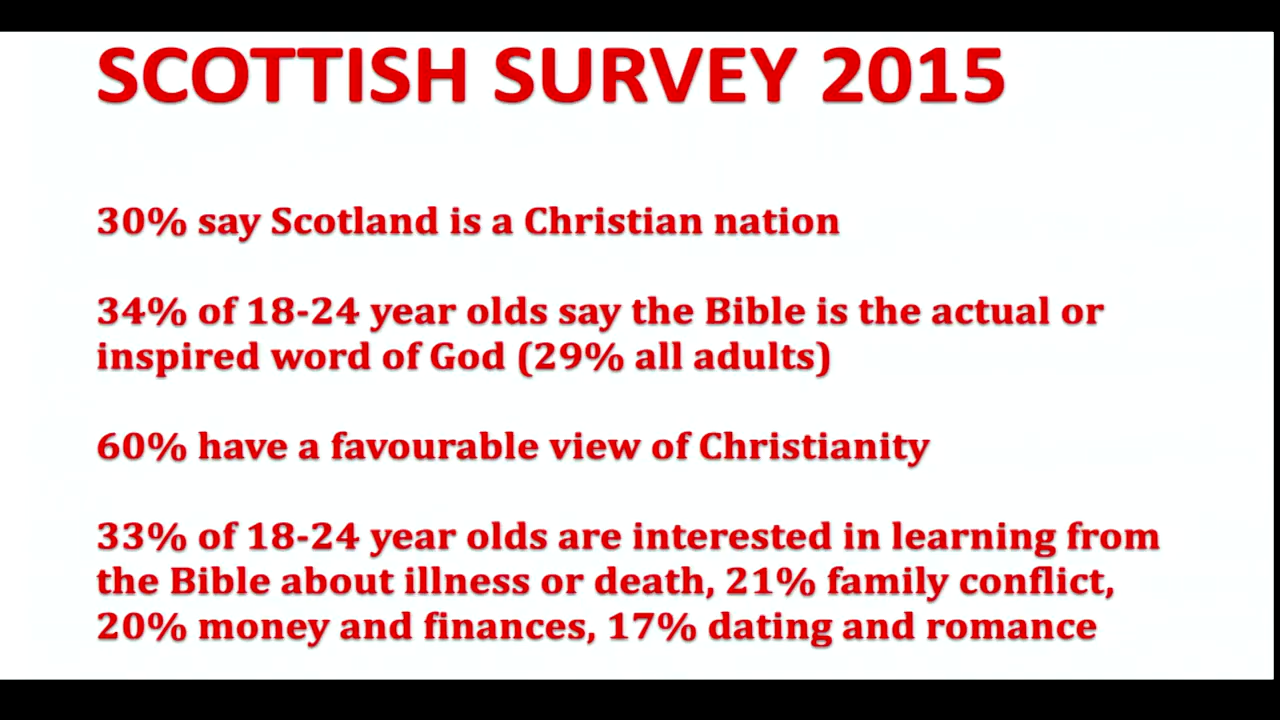 SCOTTISH SURVEY 2015
30% say Scotland is a Christian nation
34% of 18-24 year olds say the Bible is the actual or
inspired word of God (29% all adults)
60% have a favourable view of Christianity
33% of 18-24 year olds are interested in learning from
the Bible about illness or death, 21% family conflict,
20% money and finances, 17% dating and romance